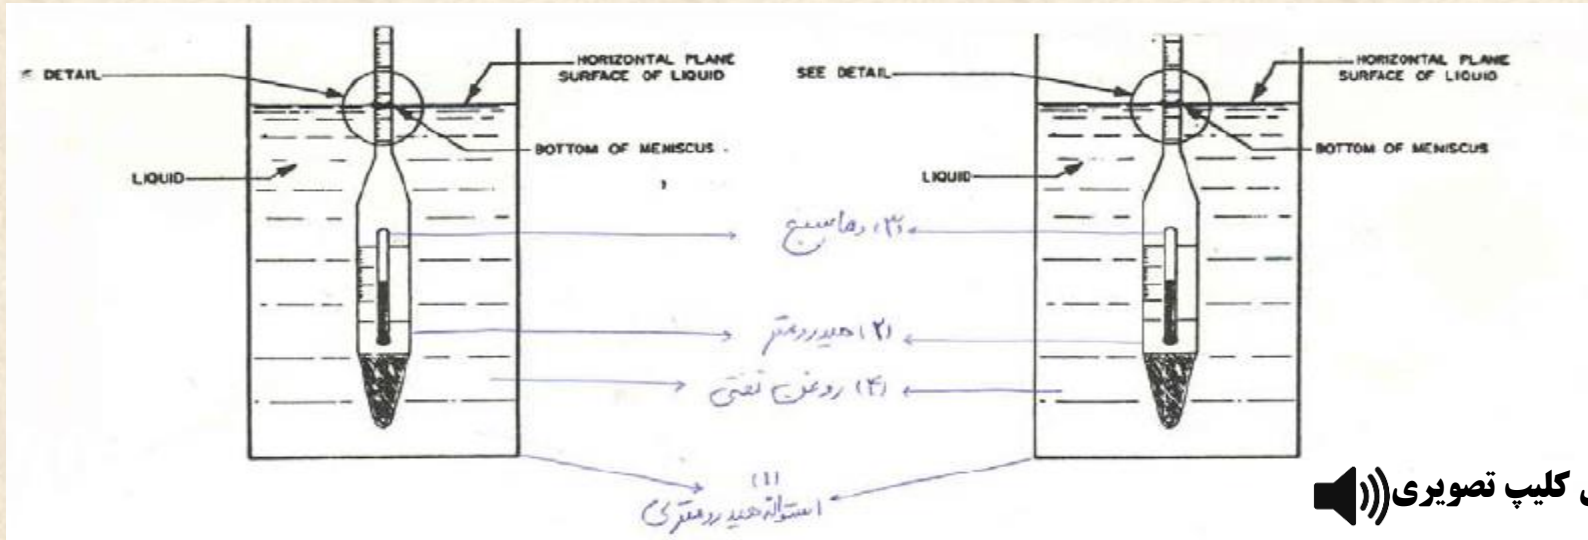 DETAIL
HORIZONTAL PLANE
SURFACE OF LIQUID
BOTTOM OF MENISCUS
LIQUID
SEE DETAIL
HORIZONTAL PLANE
SURFACE OF LIQUID
BOTTOM OF MENISCUS
LIQUID
(۳) دماسنج
(۲) هیدرومتر
(۴) روغن نفتی
(۱)
استوانه هیدرومتری
کلیپ تصویری